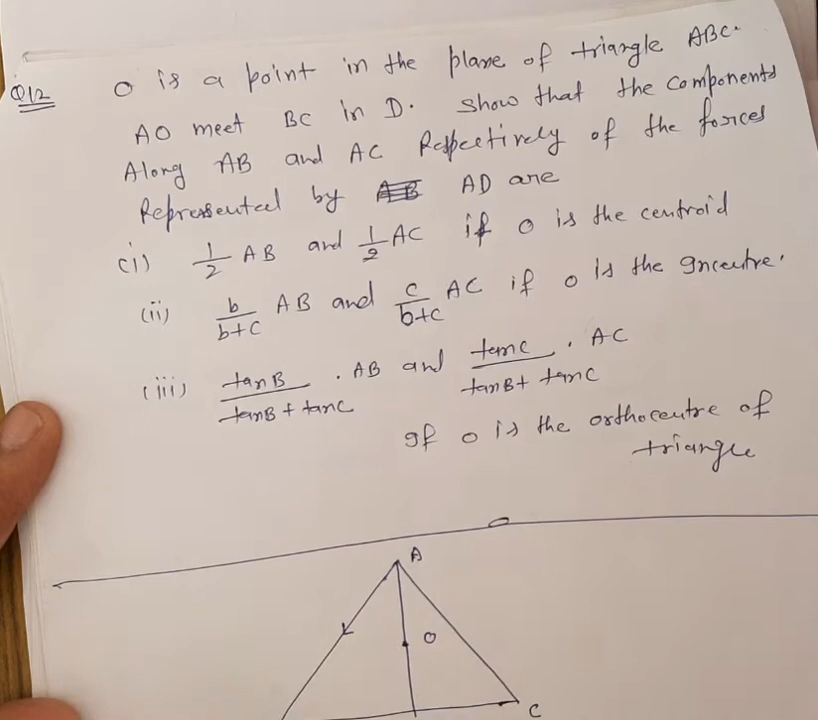 Q12 O is a point in the plane of triangle ABC.
AO meet BC in D. Show that the components
Along AB and AC Respectively of the forces
Represented by AD are
(i) 1/2 AB and 1/2 AC if O is the centroid
(ii) b/b+c AB and c/b+c AC if O is the Incentre.
(iii) tanB/tanB + tanC . AB and tanC/tanB + tanC . AC
If O is the orthocentre of
triangle
A
O
C